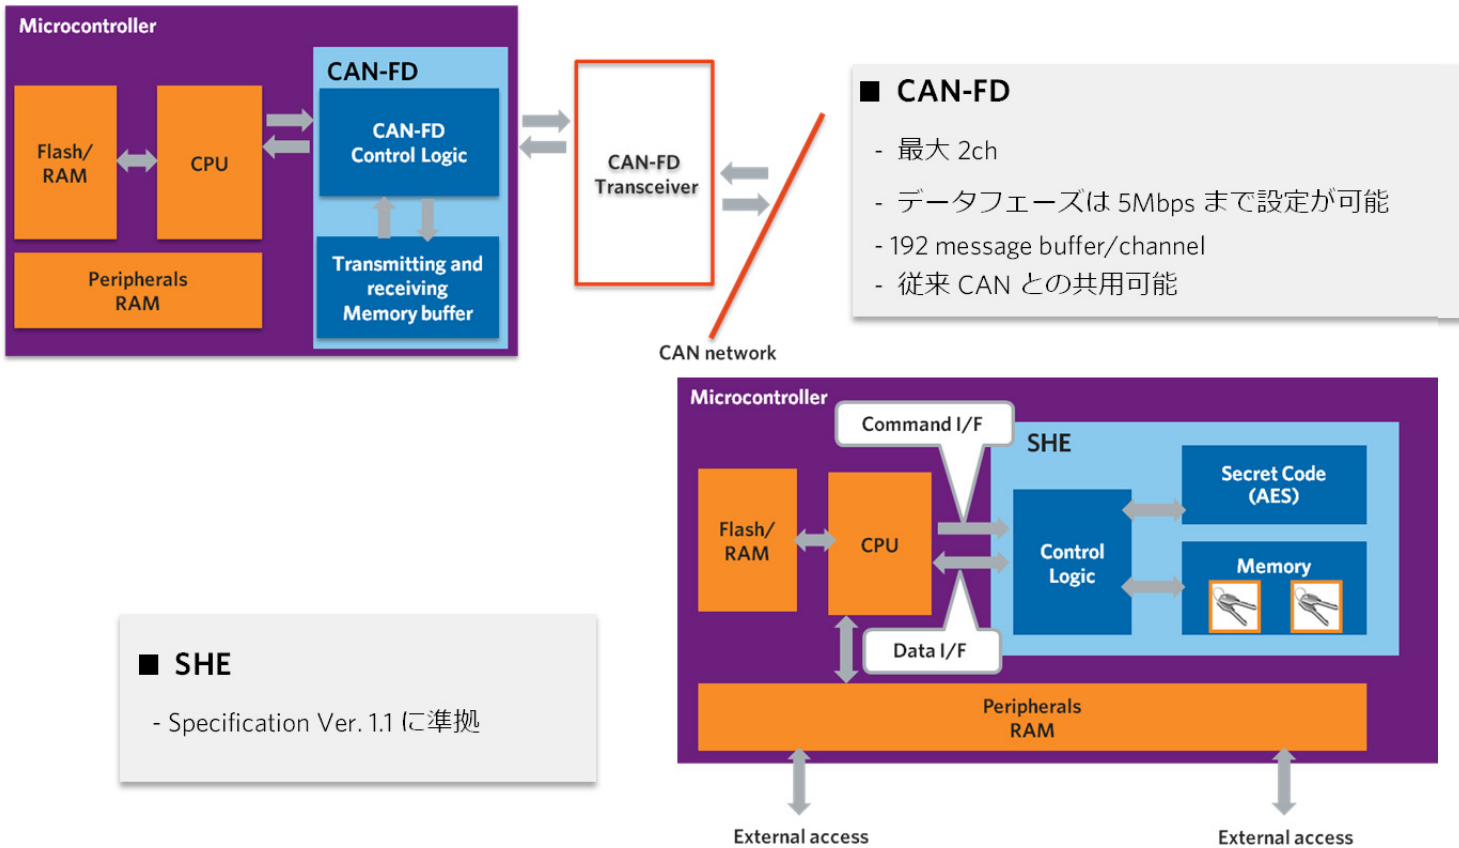 Microcontroller
CAN-FD
Flash/
RAM
CPU
CAN-FD
Control Logic
Peripherals
RAM
Transmitting and
receiving
Memory buffer
CAN-FD
Transceiver
CAN network
■ CAN-FD
- 最大 2ch
- データフェーズは 5Mbps まで設定が可能
- 192 message buffer/channel
- 従来 CAN との共用可能
Microcontroller
Command I/F
SHE
Flash/
RAM
CPU
Control
Logic
Secret Code
(AES)
Memory
Data I/F
Peripherals
RAM
External access
External access
■ SHE
- Specification Ver. 1.1 に準拠